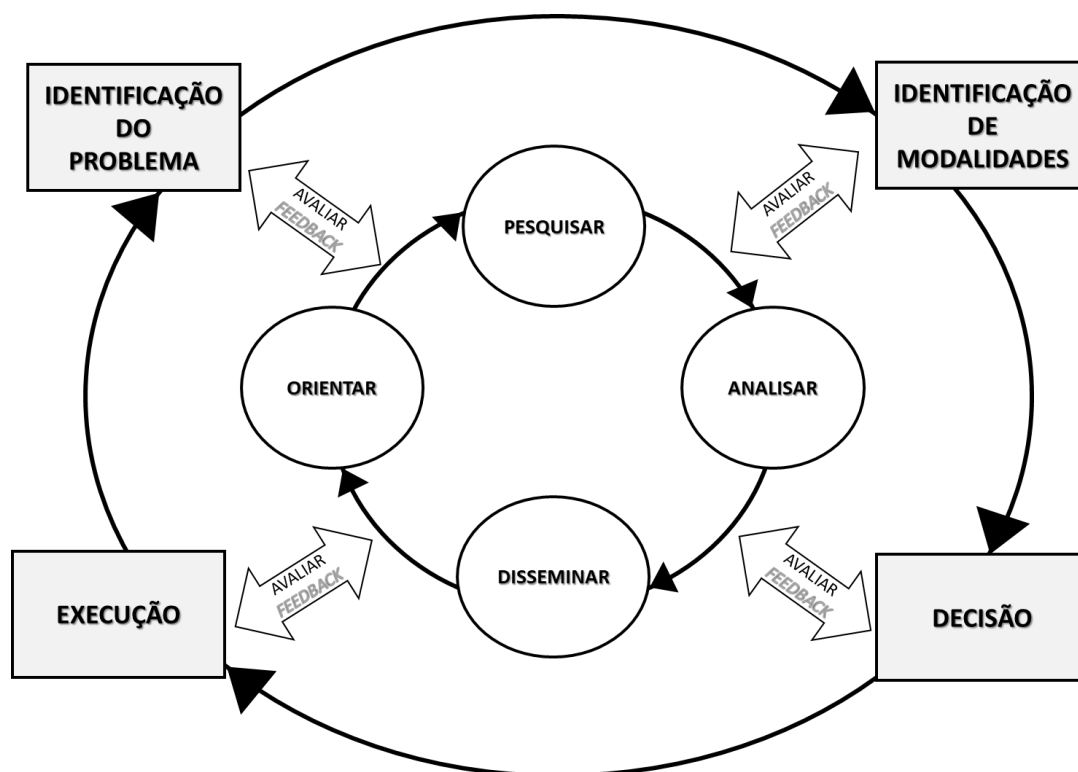 IDENTIFICAÇÃO
DO
PROBLEMA
IDENTIFICAÇÃO
DE
MODALIDADES
AVALIAR
FEEDBACK
AVALIAR
FEEDBACK
PESQUISAR
ORIENTAR
ANALISAR
DISSEMINAR
AVALIAR
FEEDBACK
AVALIAR
FEEDBACK
EXECUÇÃO
DECISÃO